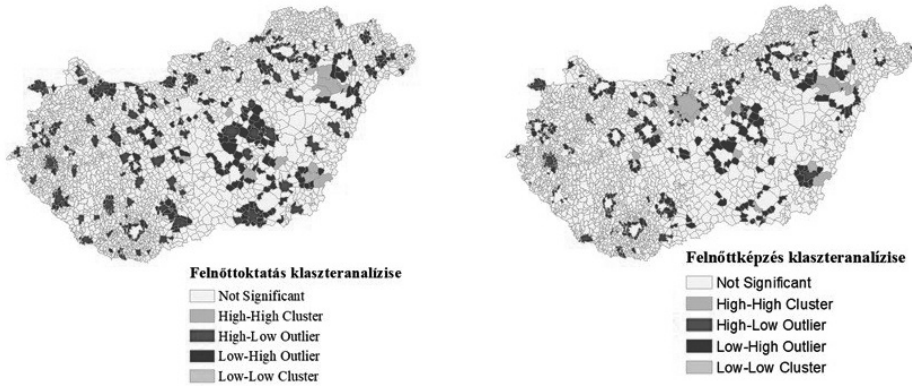 Felnőttoktatás klaszteranalízise
Not Significant
High-High Cluster
High-Low Outlier
Low-High Outlier
Low-Low Cluster
Felnőttképzés klaszteranalízise
Not Significant
High-High Cluster
High-Low Outlier
Low-High Outlier
Low-Low Cluster